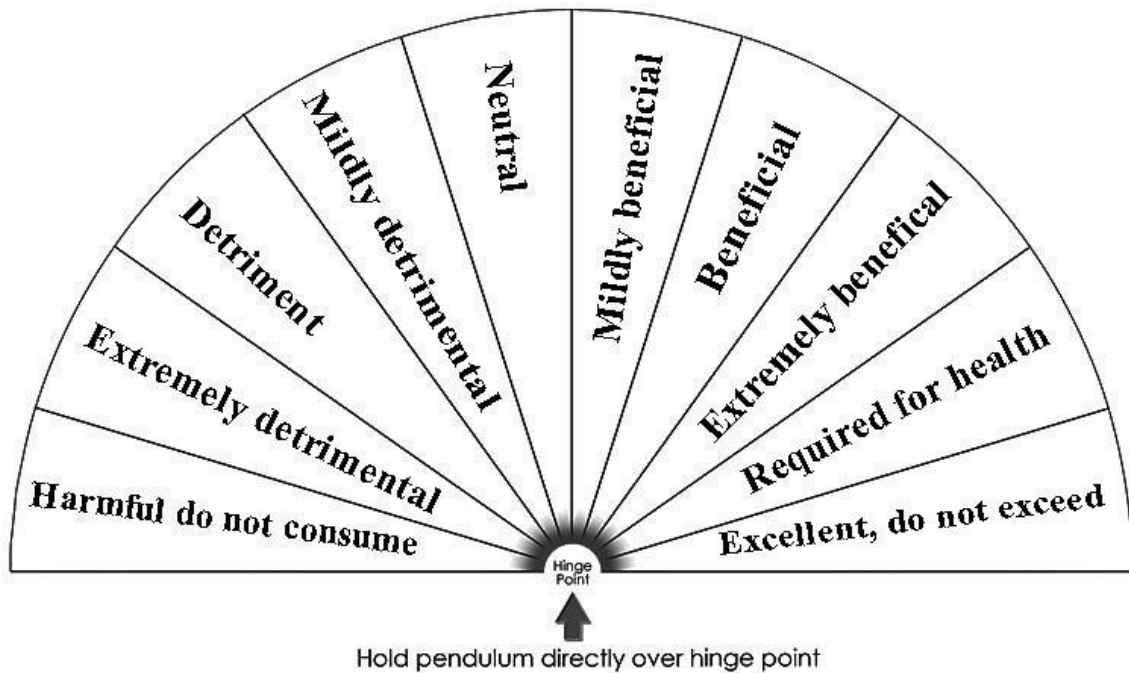 Harmful do not consume
Extremely detrimental
Detriment
Mildly detrimental
Neutral
Mildly beneficial
Beneficial
Extremely benefical
Required for health
Excellent, do not exceed
Hinge
Point
Hold pendulum directly over hinge point